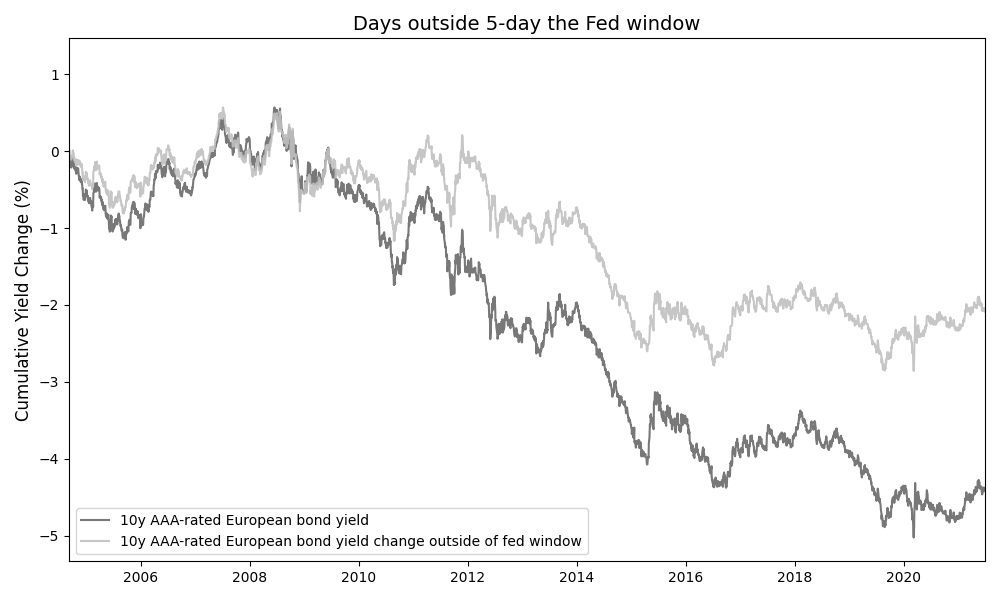 Days outside 5-day the Fed window
Cumulative Yield Change (%)
1
0
−1
−2
−3
−4
−5
10y AAA-rated European bond yield
10y AAA-rated European bond yield change outside of fed window
2006 2008 2010 2012 2014 2016 2018 2020